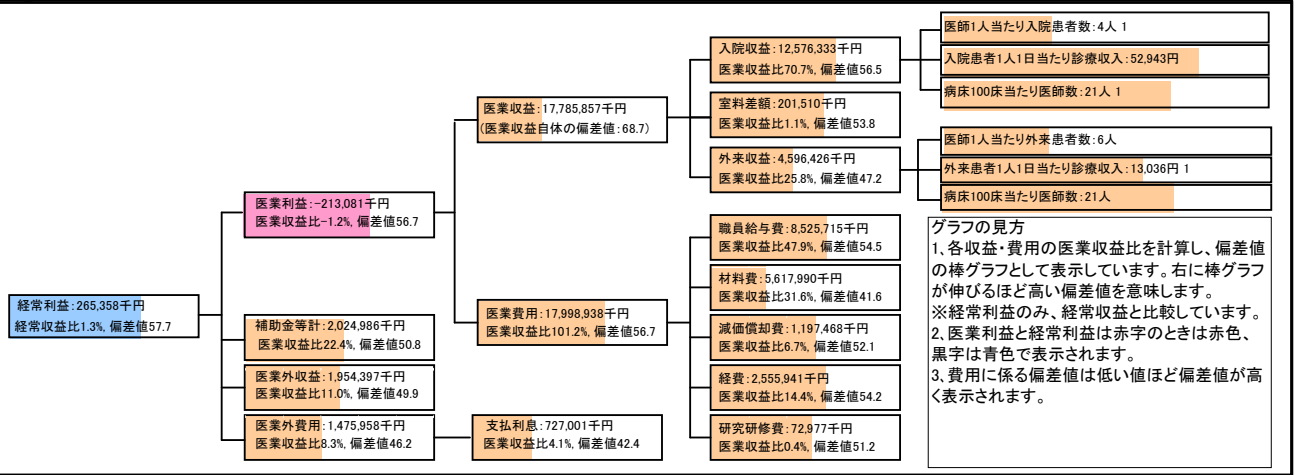 経常利益:265,358千円
経常収益比1.3%, 偏差値57.7
医業利益:-213,081千円
医業収益比-1.2%, 偏差値56.7
補助金等計:2,024,986千円
医業収益比22.4%, 偏差値50.8
医業外収益:1,954,397千円
医業収益比11.0%, 偏差値49.9
医業外費用:1,475,958千円
医業収益比8.3%, 偏差値46.2
医業収益:17,785,857千円
(医業収益自体の偏差値:68.7)
医業費用:17,998,938千円
医業収益比101.2%, 偏差値56.7
支払利息:727,001千円
医業収益比4.1%, 偏差値42.4
入院収益:12,576,333千円
医業収益比70.7%, 偏差値56.5
室料差額:201,510千円
医業収益比1.1%, 偏差値53.8
外来収益:4,596,426千円
医業収益比25.8%, 偏差値47.2
職員給与費:8,525,715千円
医業収益比47.9%, 偏差値54.5
材料費:5,617,990千円
医業収益比31.6%, 偏差値41.6
減価償却費:1,197,468千円
医業収益比6.7%, 偏差値52.1
経費:2,555,941千円
医業収益比14.4%, 偏差値54.2
研究研修費:72,977千円
医業収益比0.4%, 偏差値51.2
医師1人当たり入院患者数:4人 1
入院患者1人1日当たり診療収入:52,943円
病床100床当たり医師数:21人 1
医師1人当たり外来患者数:6人
外来患者1人1日当たり診療収入:13,036円 1
病床100床当たり医師数:21人
グラフの見方
1、各収益・費用の医業収益比を計算し、偏差値
の棒グラフとして表示しています。右に棒グラフ
が伸びるほど高い偏差値を意味します。
※経常利益のみ、経常収益と比較しています。
2、医業利益と経常利益は赤字のときは赤色、
黒字は青色で表示されます。
3、費用に係る偏差値は低い値ほど偏差値が高
く表示されます。